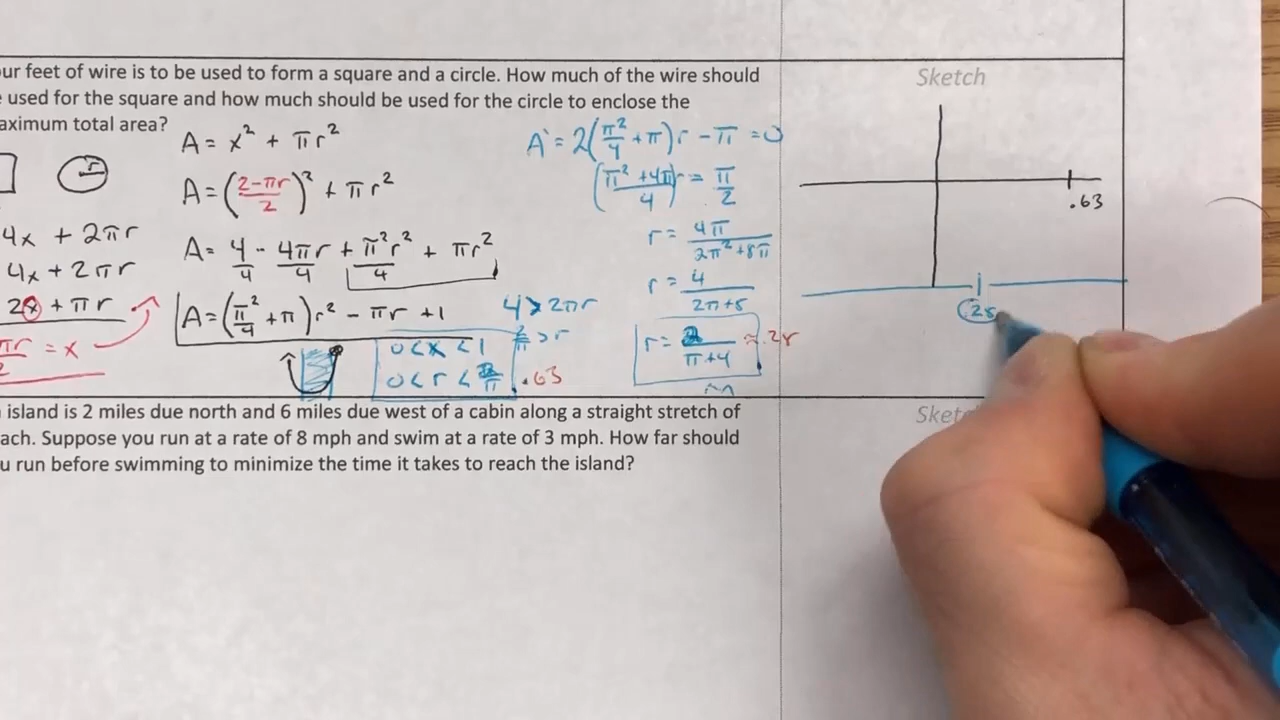 ur feet of wire is to be used to form a square and a circle. How much of the wire should
used for the square and how much should be used for the circle to enclose the
aximum total area?
r
4x + 2πr
4x + 2πr
2x + πr
πr/2 = x
A = x² + πr²
A = (2-πr/2)² + πr²
A = 4/4 - 4πr/4 + π²r²/4 + πr²
A = (π²/4 + π)r² - πr + 1
4 > 2πr
2/π > r
0 < x < 1
0 < r < 2/π .63
A' = 2(π²/4 + π)r - π = 0
(π² + 4π/4)r = π/2
r = 4π/2π²+8π
r = 4/2π+8
r = 2/π+4 ≈ .28
Sketch
.63
.28
island is 2 miles due north and 6 miles due west of a cabin along a straight stretch of
ach. Suppose you run at a rate of 8 mph and swim at a rate of 3 mph. How far should
u run before swimming to minimize the time it takes to reach the island?
Sket